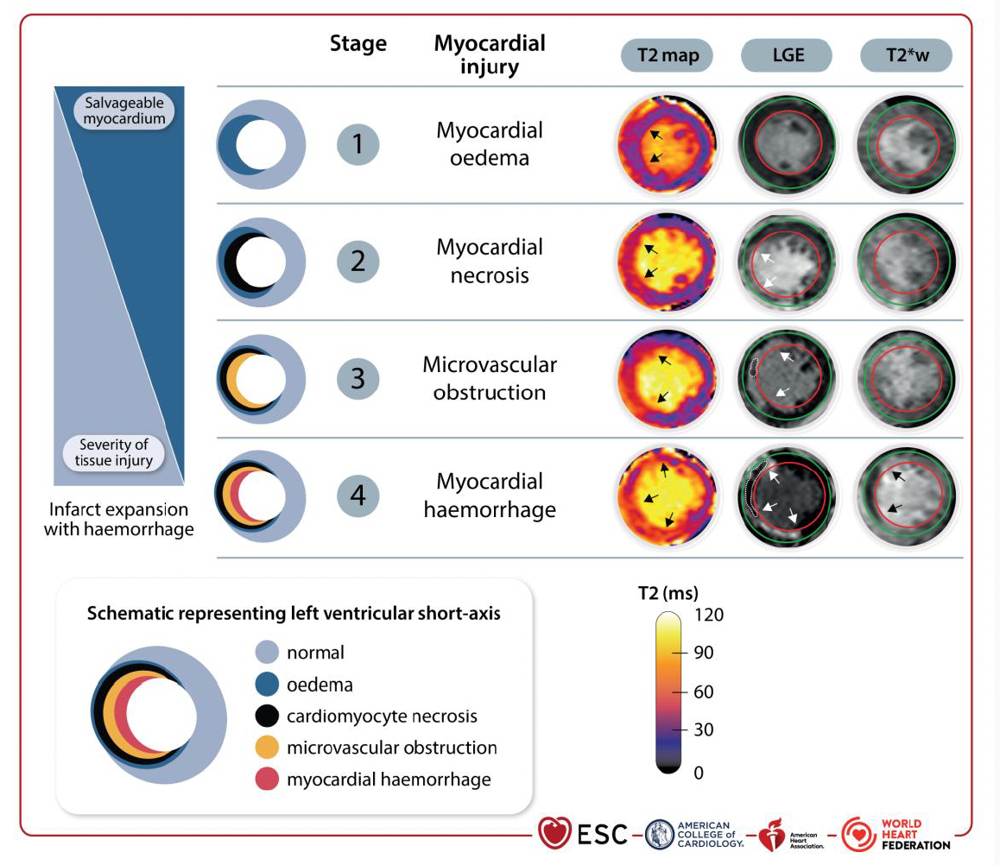 Stage
Myocardial
injury
T2 map
LGE
T2*w
Salvageable
myocardium
1
Myocardial
oedema
2
Myocardial
necrosis
3
Microvascular
obstruction
4
Myocardial
haemorrhage
Severity of
tissue injury
Infarct expansion
with haemorrhage
Schematic representing left ventricular short-axis
normal
oedema
cardiomyocyte necrosis
microvascular obstruction
myocardial haemorrhage
T2 (ms)
120
90
60
30
0
ESC
AMERICAN
COLLEGE of
CARDIOLOGY®
American
Heart
Association.
WORLD
HEART
FEDERATION